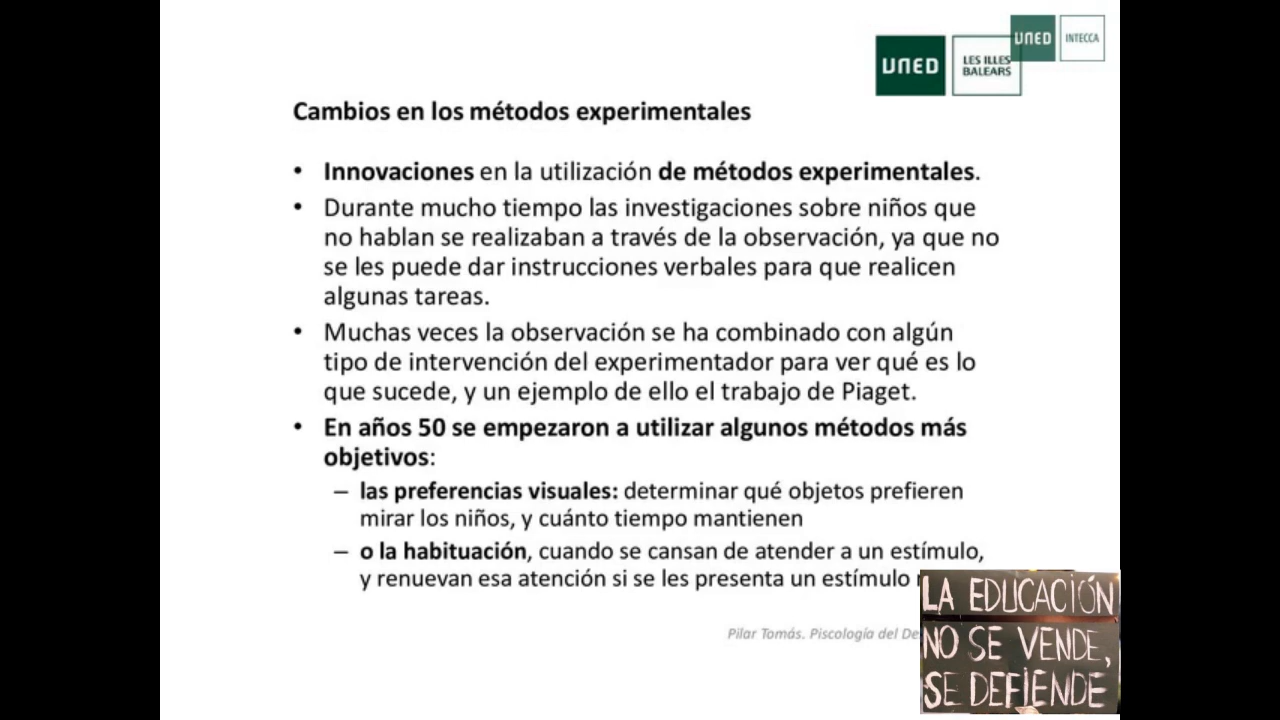 UNED
INTECCA
UNED
LES ILLES
BALEARS
Cambios en los métodos experimentales
• Innovaciones en la utilización de métodos experimentales.
• Durante mucho tiempo las investigaciones sobre niños que
no hablan se realizaban a través de la observación, ya que no
se les puede dar instrucciones verbales para que realicen
algunas tareas.
• Muchas veces la observación se ha combinado con algún
tipo de intervención del experimentador para ver qué es lo
que sucede, y un ejemplo de ello el trabajo de Piaget.
• En años 50 se empezaron a utilizar algunos métodos más
objetivos:
– las preferencias visuales: determinar qué objetos prefieren
mirar los niños, y cuánto tiempo mantienen
– o la habituación, cuando se cansan de atender a un estímulo,
y renuevan esa atención si se les presenta un estímulo
Pilar Tomás. Piscología del
LA EDUCACIÓN
NO SE VENDE,
SE DEFIENDE